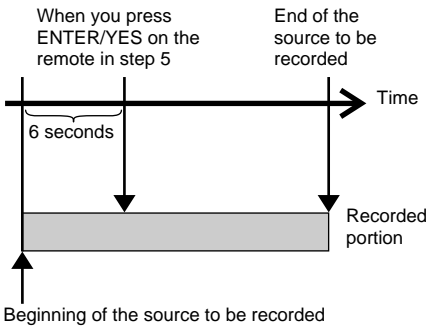 When you press
ENTER/YES on the
remote in step 5
End of the
source to be
recorded
Time
6 seconds
Recorded
portion
Beginning of the source to be recorded